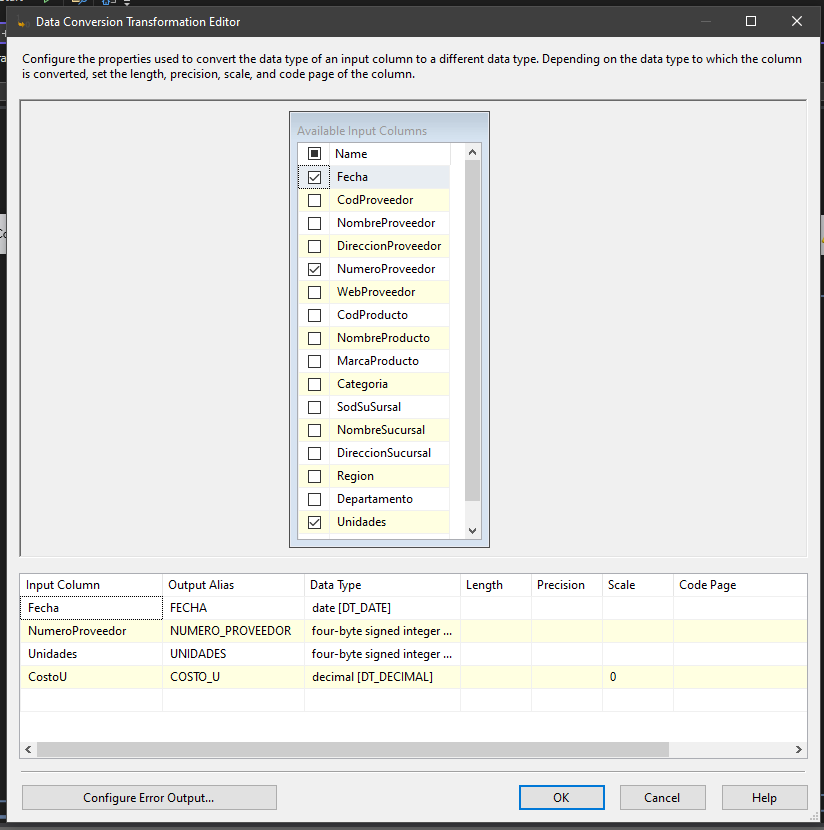 Data Conversion Transformation Editor
Configure the properties used to convert the data type of an input column to a different data type. Depending on the data type to which the column
is converted, set the length, precision, scale, and code page of the column.
Available Input Columns
Name
Fecha
CodProveedor
NombreProveedor
DireccionProveedor
NumeroProveedor
WebProveedor
CodProducto
NombreProducto
MarcaProducto
Categoria
SodSuSursal
NombreSucursal
DireccionSucursal
Region
Departamento
Unidades
Input Column Output Alias Data Type Length Precision Scale Code Page
Fecha FECHA date [DT_DATE]
NumeroProveedor NUMERO_PROVEEDOR four-byte signed integer ...
Unidades UNIDADES four-byte signed integer ...
CostoU COSTO_U decimal [DT_DECIMAL] 0
Configure Error Output... OK Cancel Help